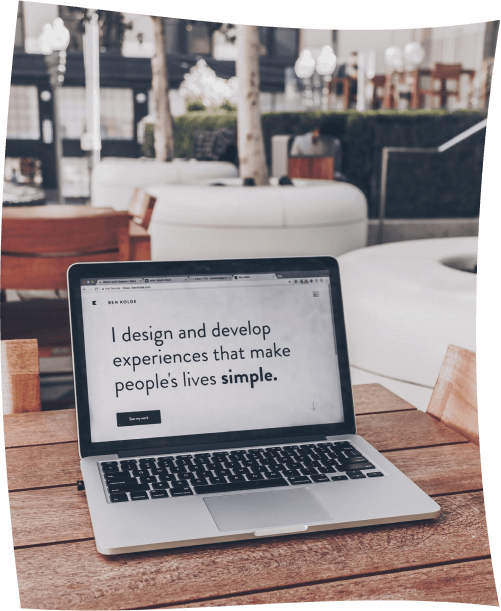 BEN KOLDE
I design and develop
experiences that make
people's lives simple.
See my work